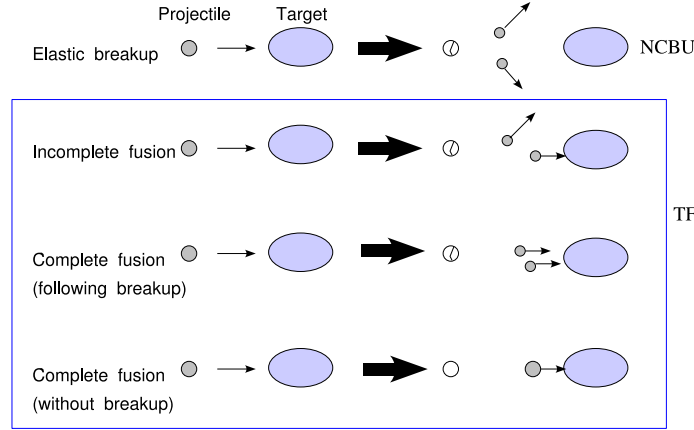 Projectile Target
Elastic breakup NCBU
Incomplete fusion
TF
Complete fusion
(following breakup)
Complete fusion
(without breakup)